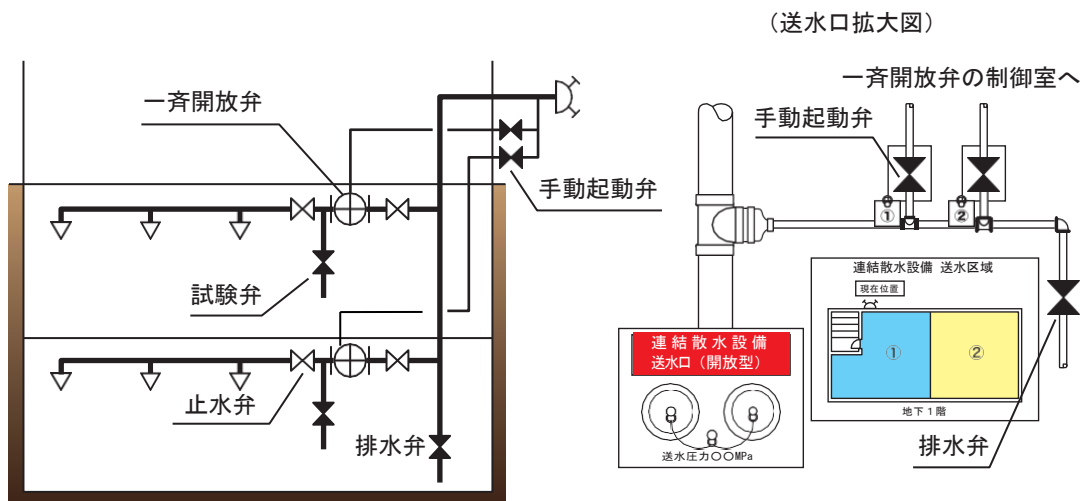 (送水口拡大図)
一斉開放弁の制御室へ
一斉開放弁
手動起動弁
手動起動弁
① ②
試験弁
連結散水設備 送水区域
現在位置
連結散水設備
送水口(開放型)
① ②
止水弁
地下1階
排水弁
排水弁
送水圧力○○MPa